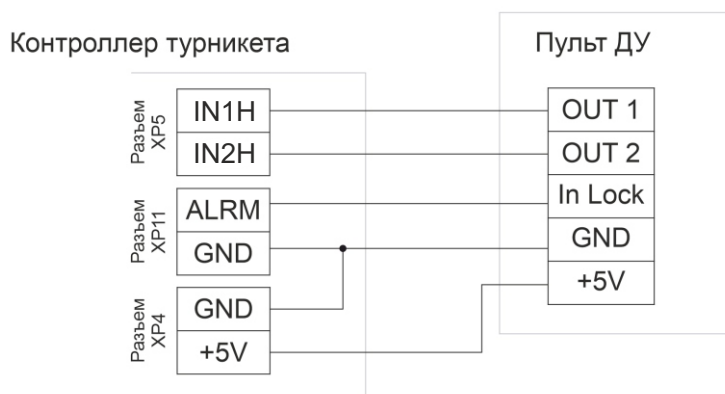 Контроллер турникета
Пульт ДУ
Разъем
XP5
IN1H
IN2H
Разъем
XP11
ALRM
GND
Разъем
XP4
GND
+5V
OUT 1
OUT 2
In Lock
GND
+5V